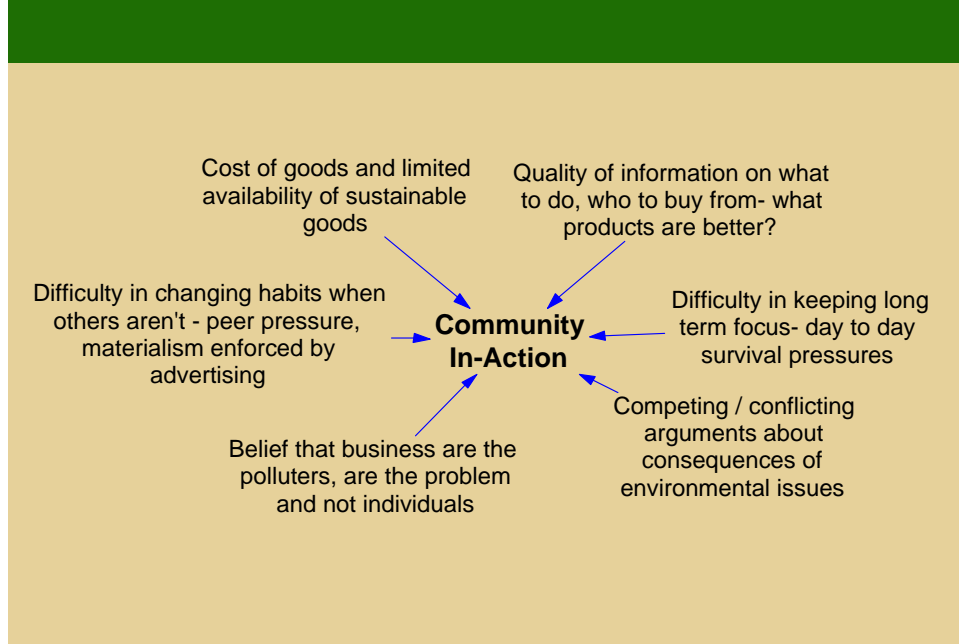 Cost of goods and limited
availability of sustainable
goods
Quality of information on what
to do, who to buy from- what
products are better?
Difficulty in changing habits when
others aren't - peer pressure,
materialism enforced by
advertising
Community
In-Action
Difficulty in keeping long
term focus- day to day
survival pressures
Belief that business are the
polluters, are the problem
and not individuals
Competing / conflicting
arguments about
consequences of
environmental issues